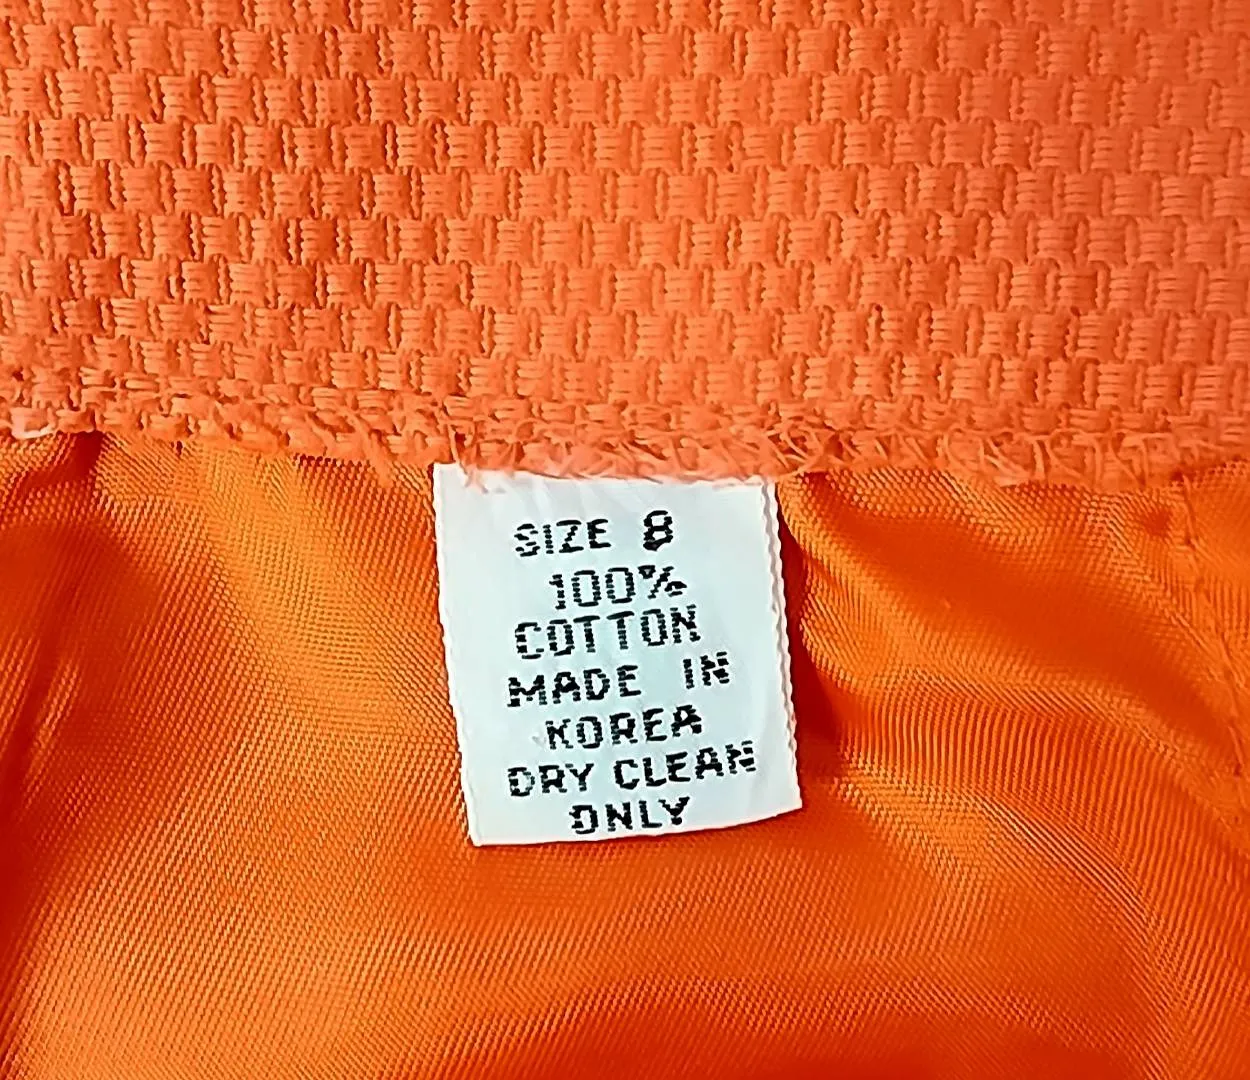 SIZE 8
100%
COTTON
MADE IN
KOREA
DRY CLEAN
ONLY